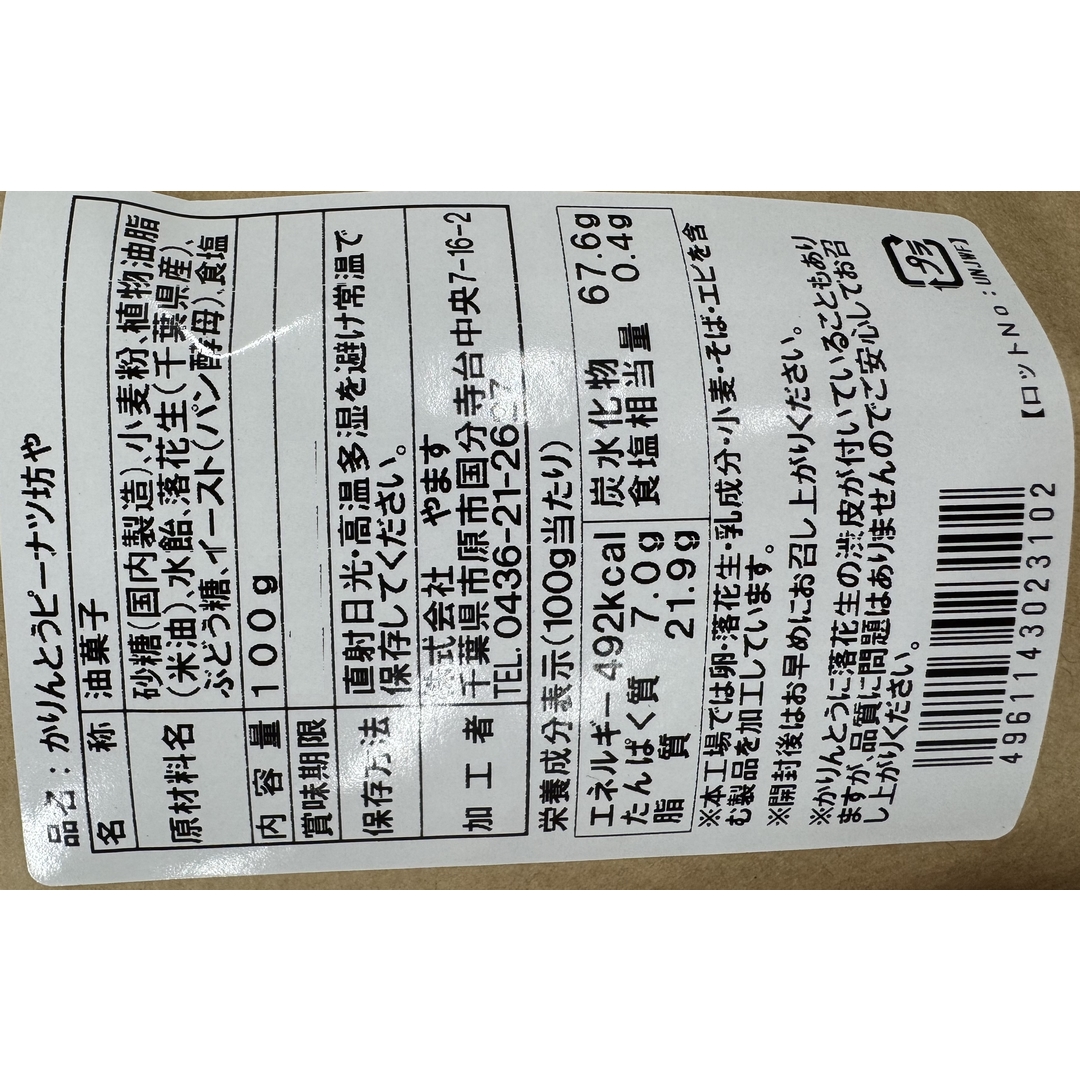 品名：かりんとうピーナツ坊や
名称 油菓子
原材料名 砂糖(国内製造)、小麦粉、植物油脂
(米油)、水飴、落花生(千葉県産)、
ぶどう糖、イースト(パン酵母)、食塩
内容量 100g
賞味期限
保存方法 直射日光・高温多湿を避け常温で
保存してください。
加工者 株式会社 やます
千葉県市原市国分寺台中央7-16-2
TEL.0436-21-26
栄養成分表示(100g当たり)
エネルギー 492kcal 炭水化物 67.6g
たんぱく質 7.0g 食塩相当量 0.4g
脂質 21.9g
※本工場では卵・落花生・乳成分・小麦・そば・エビを含
む製品を加工しています。
※開封後はお早めにお召し上がりください。
※かりんとうに落花生の渋皮が付いていることもあり
ますが、品質に問題はありませんのでご安心してお召
し上がりください。
プラ
4961143023102
【ロットNo：UNJWF】